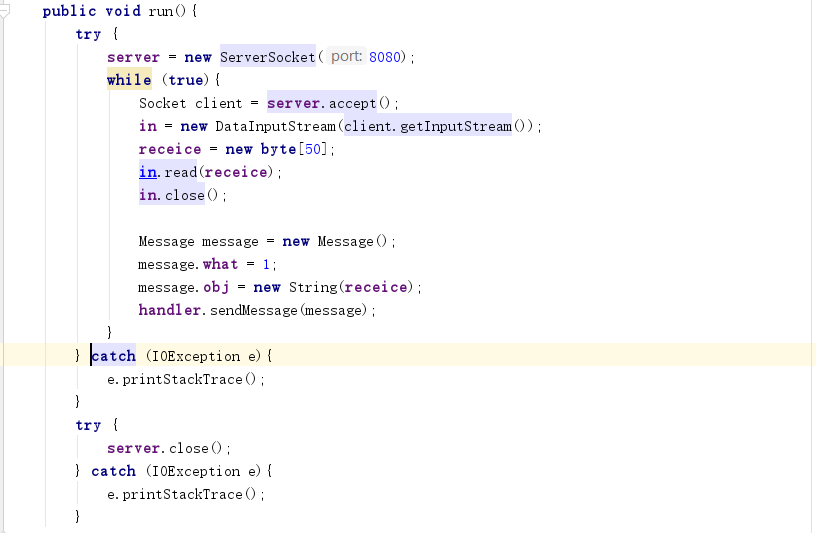 public void run(){
try {
server = new ServerSocket( port: 8080);
while (true){
Socket client = server.accept();
in = new DataInputStream(client.getInputStream());
receice = new byte[50];
in.read(receice);
in.close();
Message message = new Message();
message.what = 1;
message.obj = new String(receice);
handler.sendMessage(message);
}
} catch (IOException e){
e.printStackTrace();
}
try {
server.close();
} catch (IOException e){
e.printStackTrace();
}